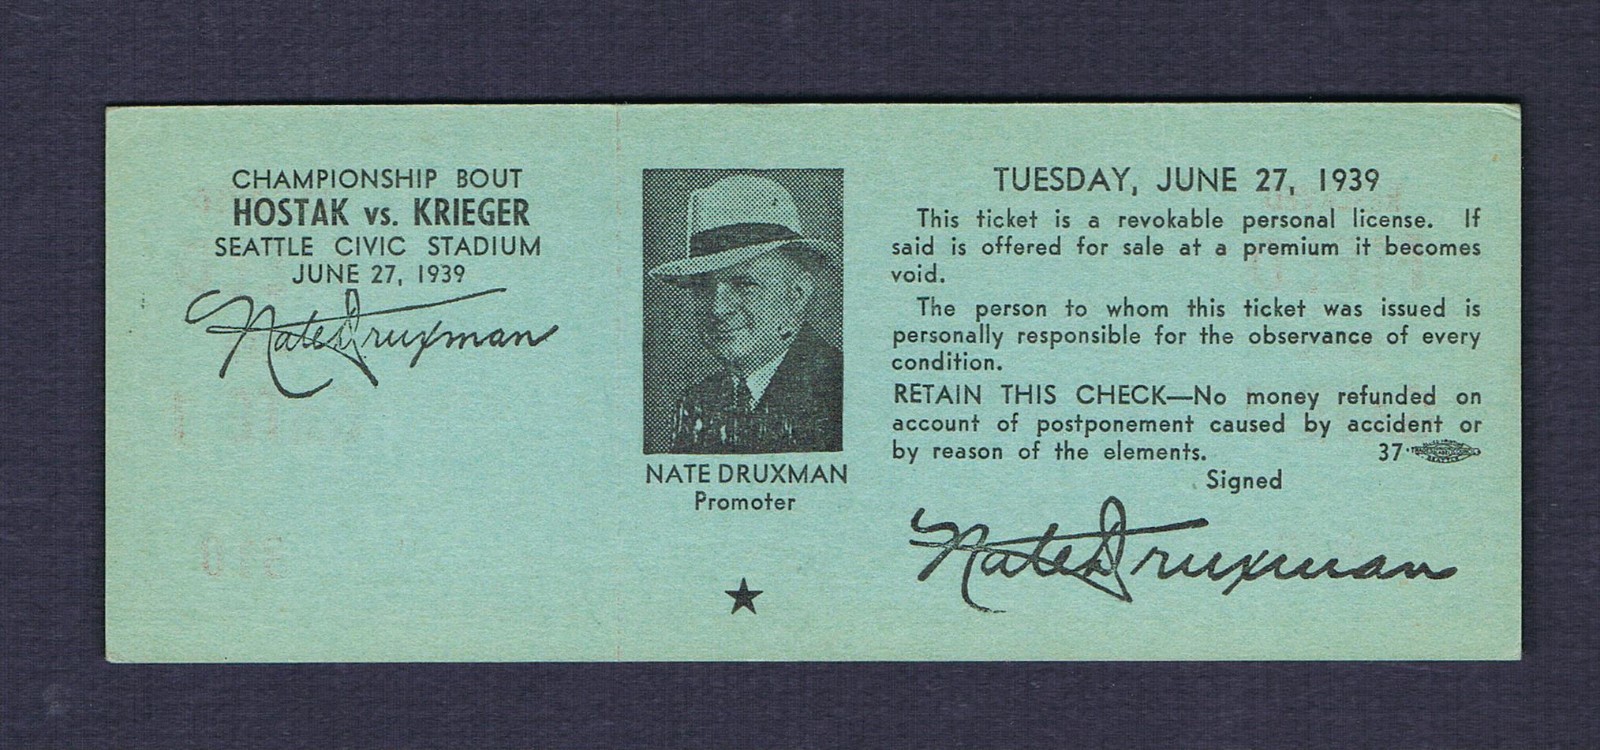 CHAMPIONSHIP BOUT
HOSTAK vs. KRIEGER
SEATTLE CIVIC STADIUM
JUNE 27, 1939
Nate Druxman
NATE DRUXMAN
Promoter
TUESDAY, JUNE 27, 1939
This ticket is a revokable personal license. If
said is offered for sale at a premium it becomes
void.
The person to whom this ticket was issued is
personally responsible for the observance of every
condition.
RETAIN THIS CHECK—No money refunded on
account of postponement caused by accident or
by reason of the elements.
37
Signed
Nate Druxman